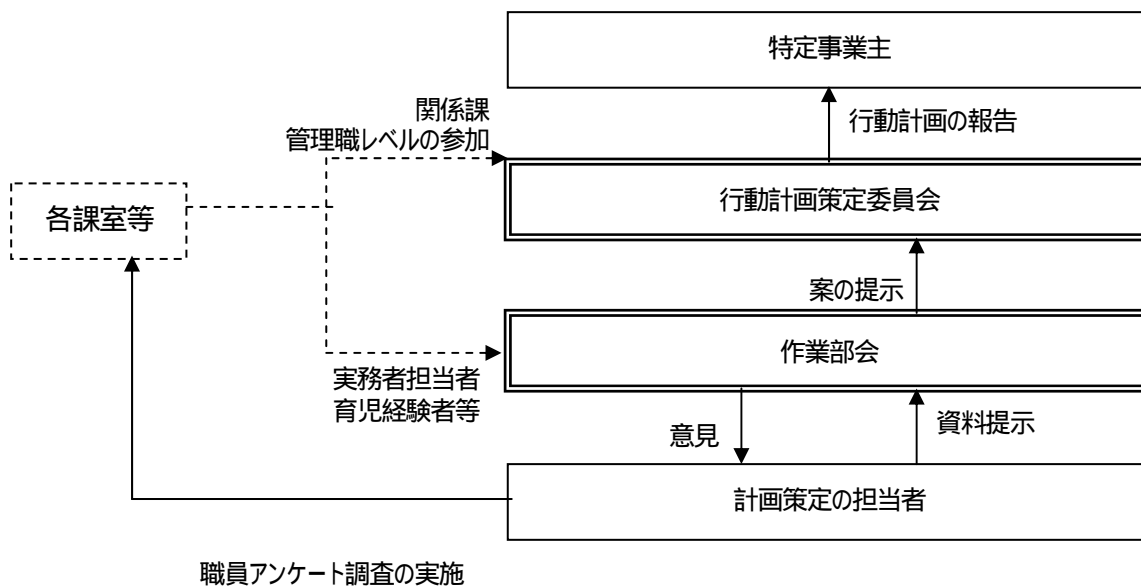 特定事業主
関係課
管理職レベルの参加
行動計画の報告
各課室等
行動計画策定委員会
案の提示
作業部会
実務者担当者
育児経験者等
意見
資料提示
計画策定の担当者
職員アンケート調査の実施